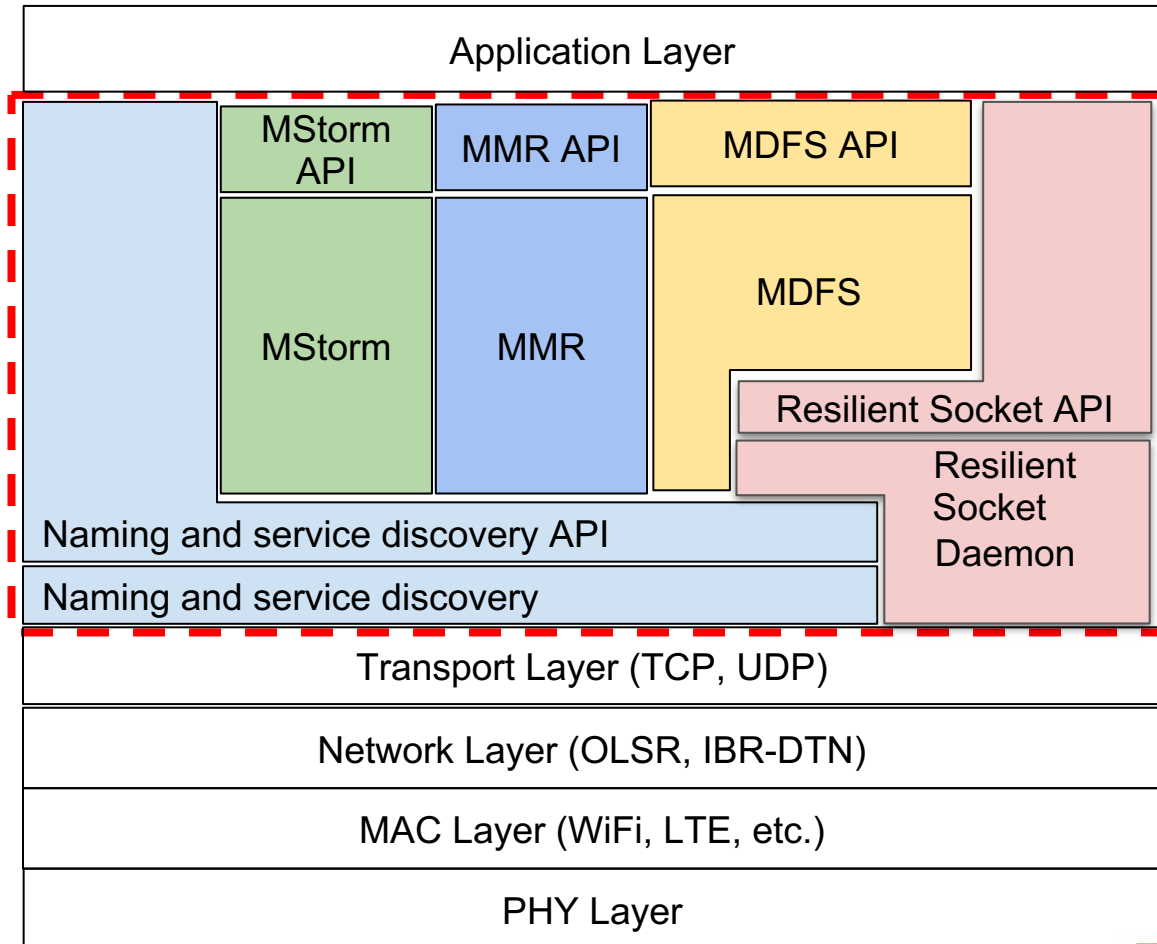 Application Layer
MStorm
API
MMR API
MDFS API
MStorm
MMR
MDFS
Resilient Socket API
Resilient
Socket
Daemon
Naming and service discovery API
Naming and service discovery
Transport Layer (TCP, UDP)
Network Layer (OLSR, IBR-DTN)
MAC Layer (WiFi, LTE, etc.)
PHY Layer